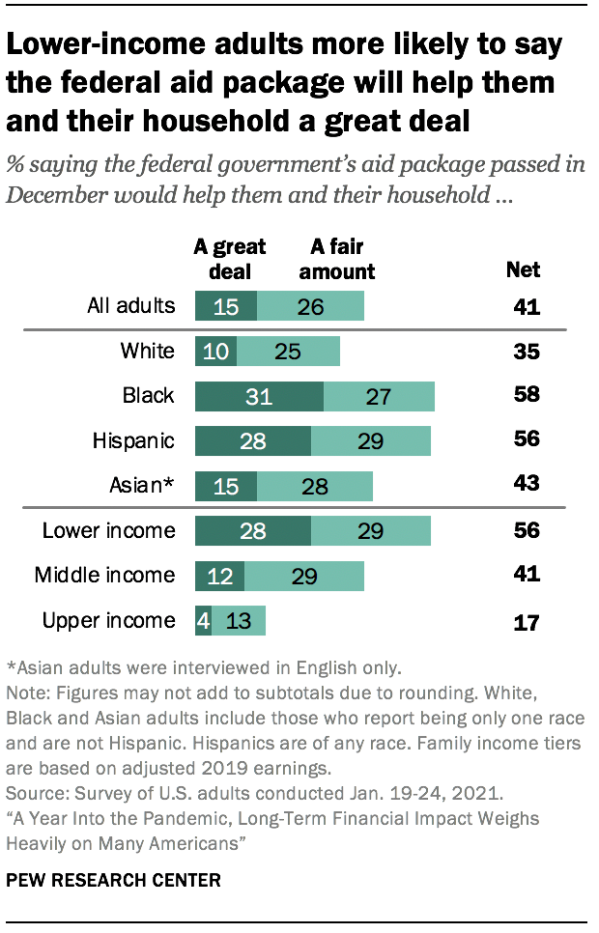 Lower-income adults more likely to say
the federal aid package will help them
and their household a great deal
% saying the federal government's aid package passed in
December would help them and their household ...
A great deal A fair amount Net
All adults 15 26 41
White 10 25 35
Black 31 27 58
Hispanic 28 29 56
Asian* 15 28 43
Lower income 28 29 56
Middle income 12 29 41
Upper income 4 13 17
*Asian adults were interviewed in English only.
Note: Figures may not add to subtotals due to rounding. White,
Black and Asian adults include those who report being only one race
and are not Hispanic. Hispanics are of any race. Family income tiers
are based on adjusted 2019 earnings.
Source: Survey of U.S. adults conducted Jan. 19-24, 2021.
“A Year Into the Pandemic, Long-Term Financial Impact Weighs
Heavily on Many Americans”
PEW RESEARCH CENTER